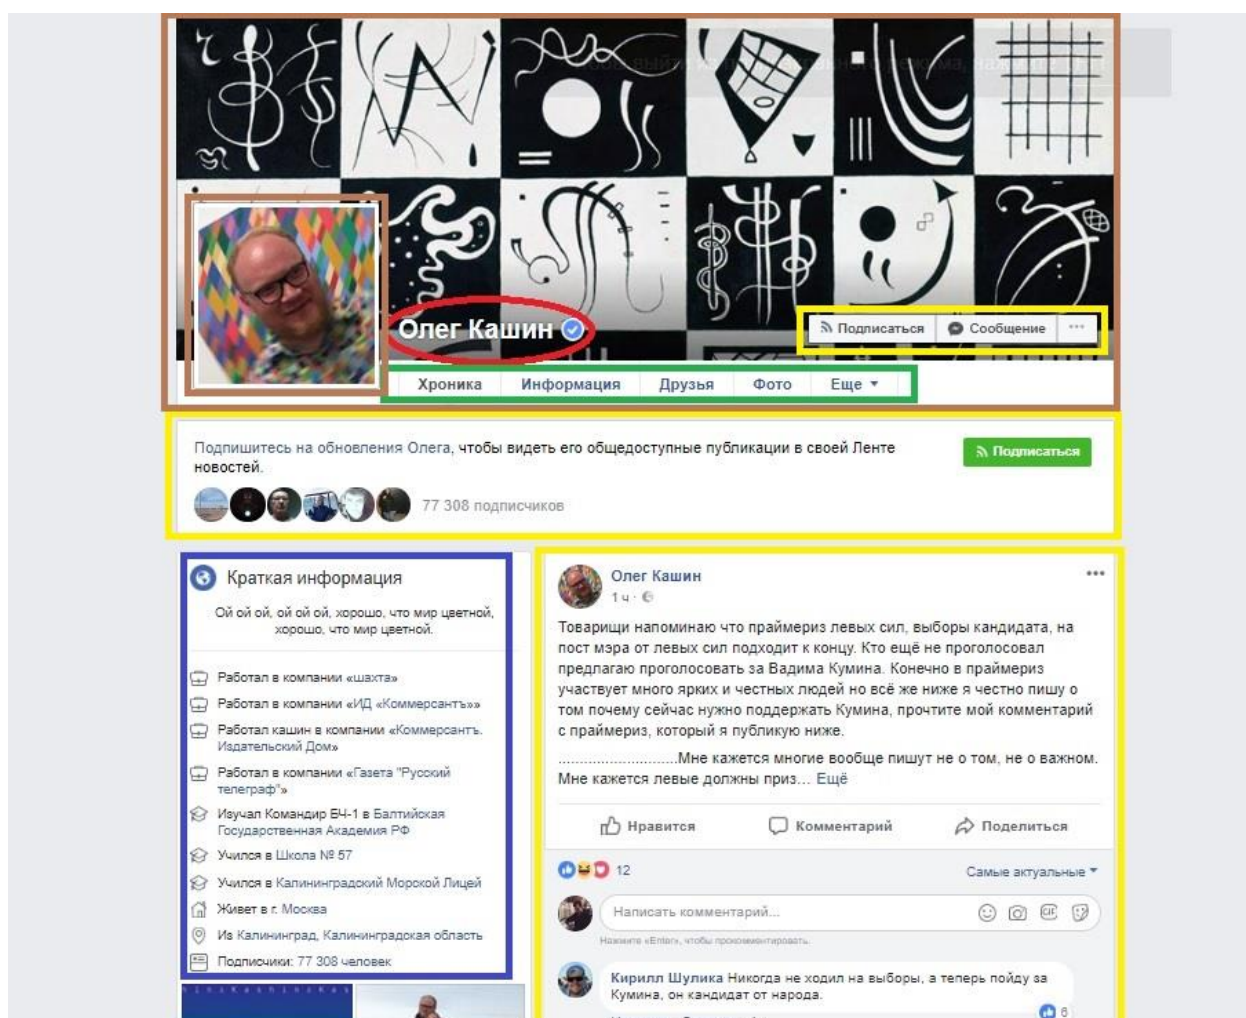 Олег Кашин
Подписаться
Сообщение
Хроника
Информация
Друзья
Фото
Еще
Подпишитесь на обновления Олега, чтобы видеть его общедоступные публикации в своей Ленте
новостей.
Подписаться
77 308 подписчиков
Краткая информация
Ой ой ой, ой ой ой, хорошо, что мир цветной,
хорошо, что мир цветной.
Работал в компании «шахта»
Работал в компании «ИД «Коммерсантъ»»
Работал кашин в компании «Коммерсантъ.
Издательский Дом»
Работал в компании «Газета "Русский
телеграф"»
Изучал Командир БЧ-1 в Балтийская
Государственная Академия РФ
Учился в Школа № 57
Учился в Калининградский Морской Лицей
Живет в г. Москва
Из Калининград, Калининградская область
Подписчики: 77 308 человек
Олег Кашин
1 ч ·
Товарищи напоминаю что праймериз левых сил, выборы кандидата, на
пост мэра от левых сил подходит к концу. Кто ещё не проголосовал
предлагаю проголосовать за Вадима Кумина. Конечно в праймериз
участвует много ярких и честных людей но всё же ниже я честно пишу о
том почему сейчас нужно поддержать Кумина, прочтите мой комментарий
с праймериз, который я публикую ниже.
............................Мне кажется многие вообще пишут не о том, не о важном.
Мне кажется левые должны приз... Ещё
Нравится
Комментарий
Поделиться
12
Самые актуальные
Написать комментарий...
GIF
Нажмите «Enter», чтобы прокомментировать.
Кирилл Шулика Никогда не ходил на выборы, а теперь пойду за
Кумина, он кандидат от народа.
6